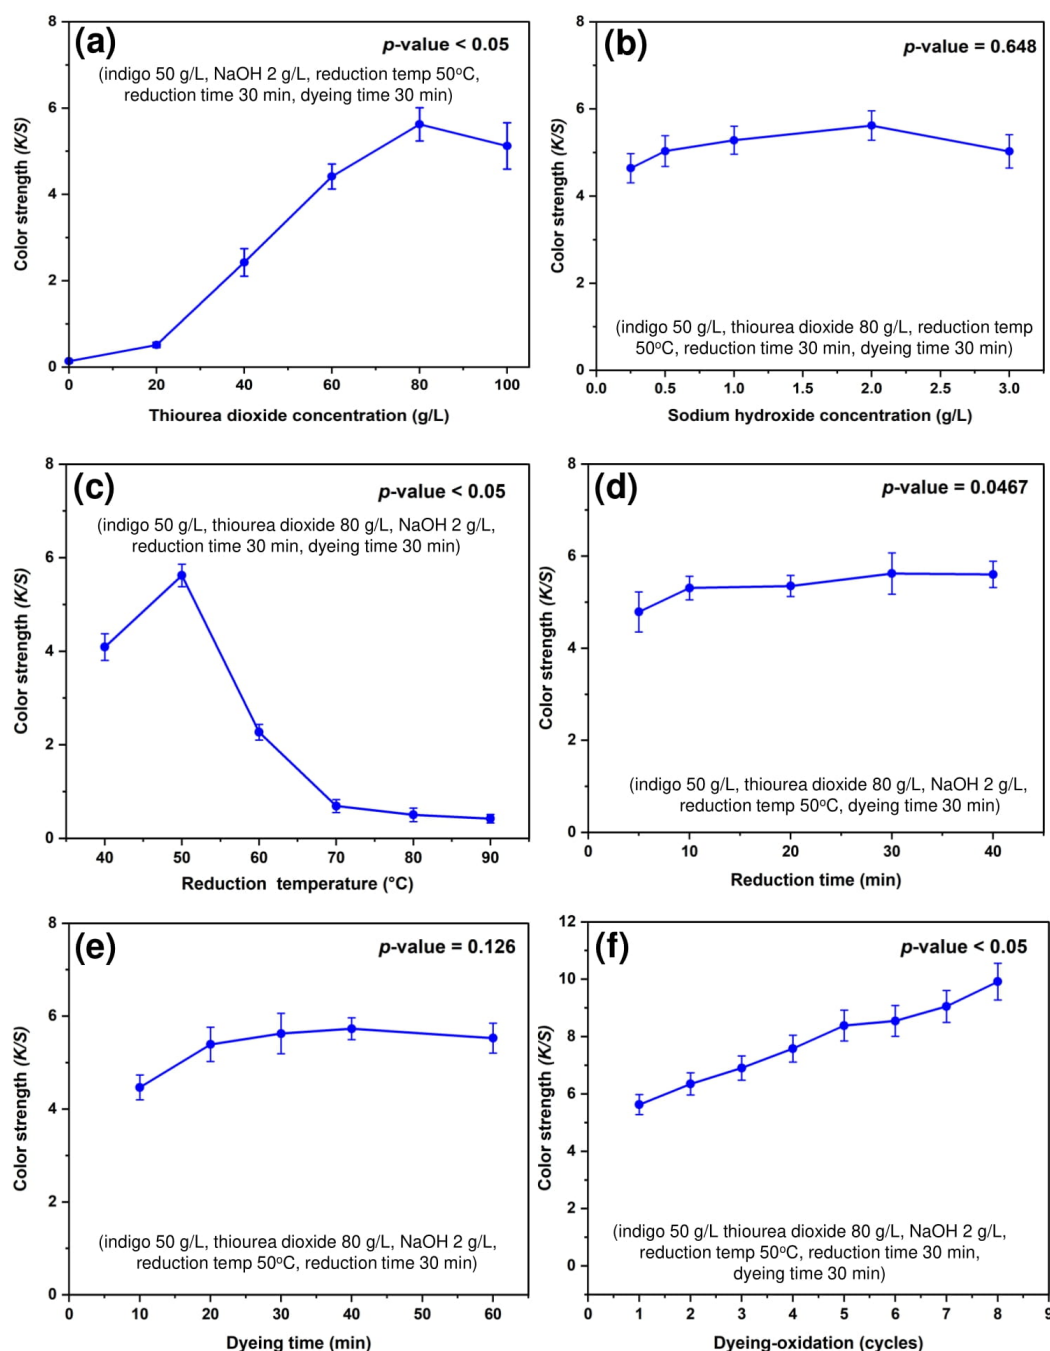 (a)
p-value < 0.05
(indigo 50 g/L, NaOH 2 g/L, reduction temp 50ºC,
reduction time 30 min, dyeing time 30 min)
Color strength (K/S)
8
6
4
2
0
0 20 40 60 80 100
Thiourea dioxide concentration (g/L)
(b)
p-value = 0.648
(indigo 50 g/L, thiourea dioxide 80 g/L, reduction temp
50ºC, reduction time 30 min, dyeing time 30 min)
Color strength (K/S)
8
6
4
2
0
0.0 0.5 1.0 1.5 2.0 2.5 3.0
Sodium hydroxide concentration (g/L)
(c)
p-value < 0.05
(indigo 50 g/L, thiourea dioxide 80 g/L, NaOH 2 g/L,
reduction time 30 min, dyeing time 30 min)
Color strength (K/S)
8
6
4
2
0
40 50 60 70 80 90
Reduction temperature (°C)
(d)
p-value = 0.0467
(indigo 50 g/L, thiourea dioxide 80 g/L, NaOH 2 g/L,
reduction temp 50ºC, dyeing time 30 min)
Color strength (K/S)
8
6
4
2
0
0 10 20 30 40
Reduction time (min)
(e)
p-value = 0.126
(indigo 50 g/L, thiourea dioxide 80 g/L, NaOH 2 g/L,
reduction temp 50ºC, reduction time 30 min)
Color strength (K/S)
8
6
4
2
0
0 10 20 30 40 50 60
Dyeing time (min)
(f)
p-value < 0.05
(indigo 50 g/L thiourea dioxide 80 g/L, NaOH 2 g/L,
reduction temp 50ºC, reduction time 30 min,
dyeing time 30 min)
Color strength (K/S)
12
10
8
6
4
2
0
0 1 2 3 4 5 6 7 8 9
Dyeing-oxidation (cycles)